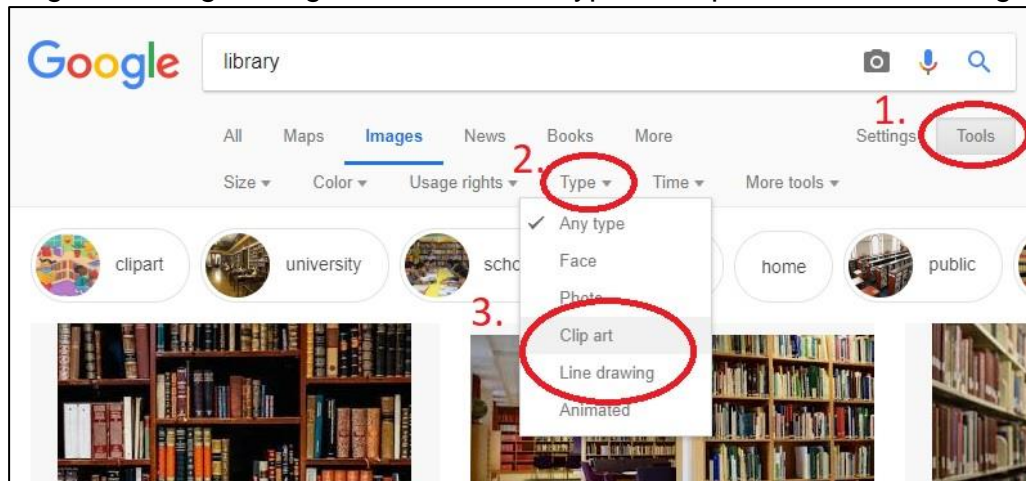 Google library
1.
All Maps Images News Books More Settings Tools
2.
Size Color Usage rights Type Time More tools
Any type
clipart university home public
Face
Photo
3.
Clip art
Line drawing
Animated